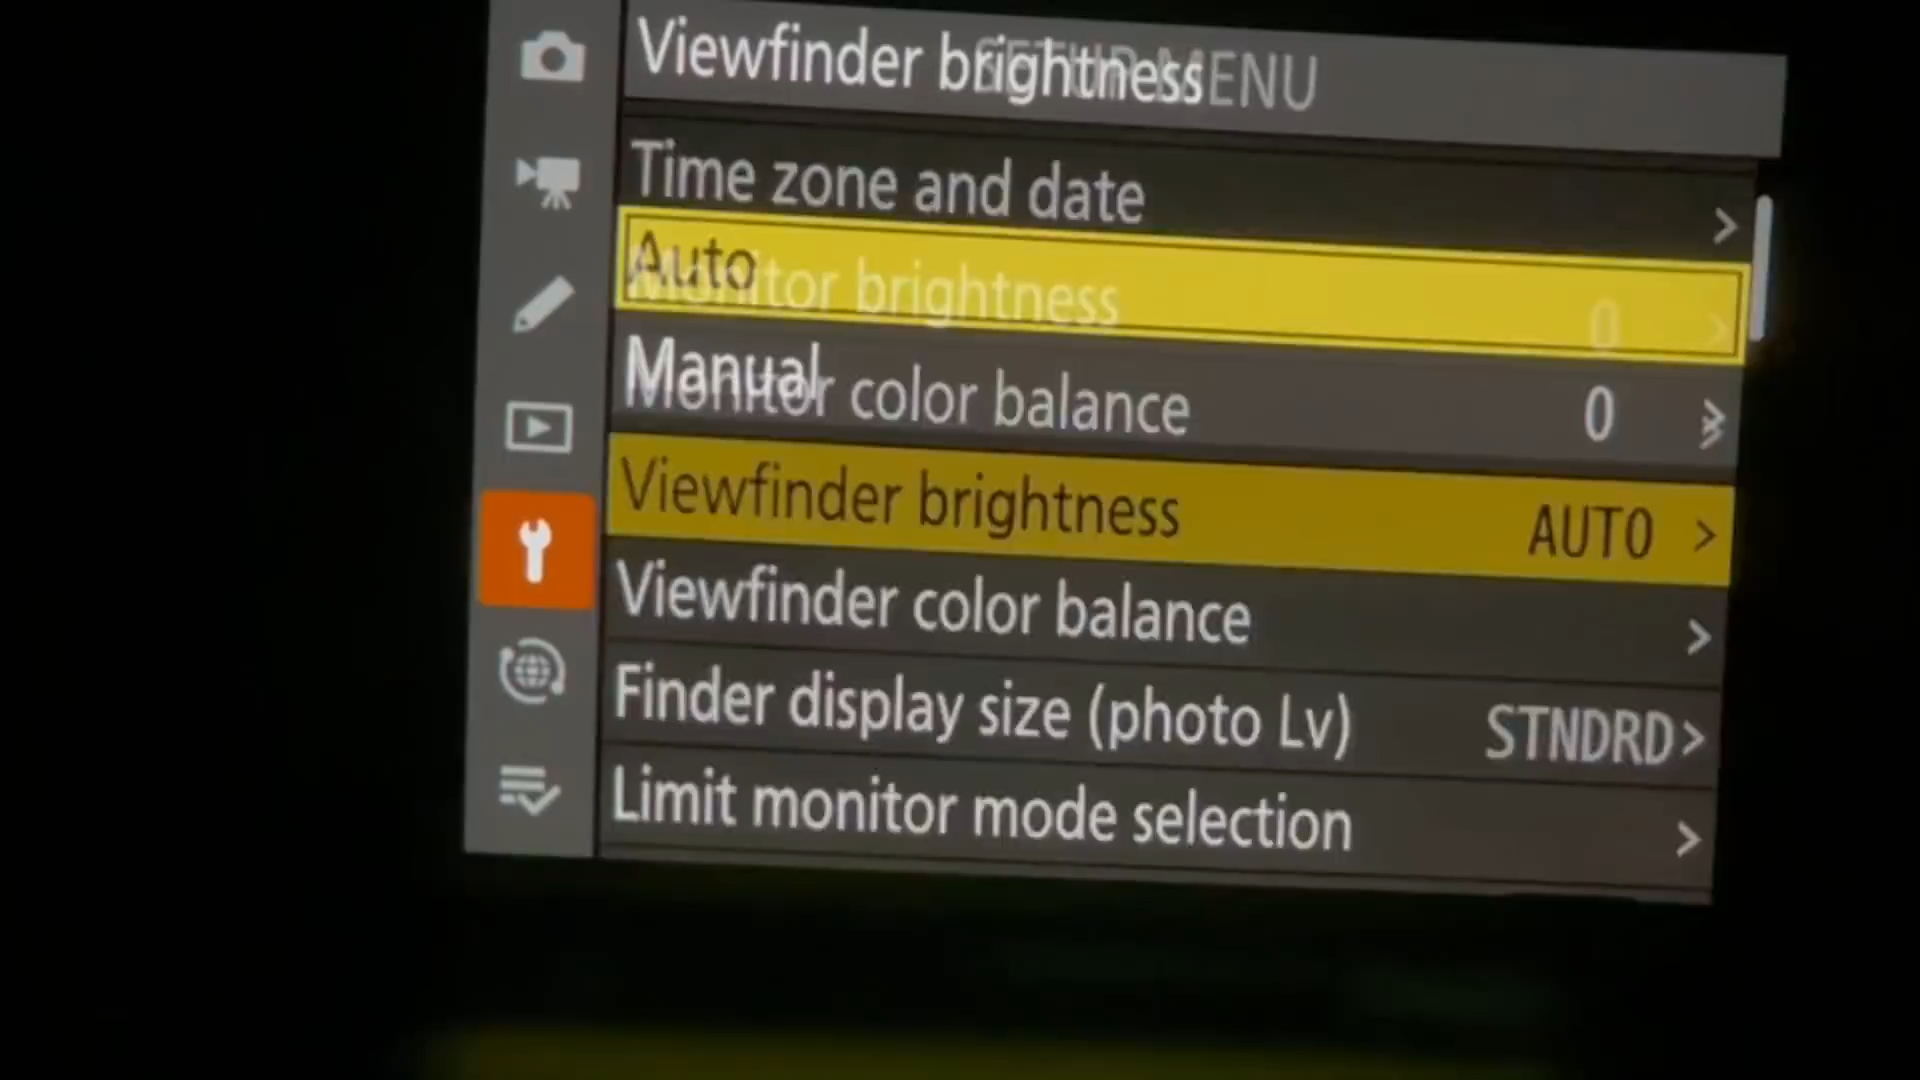 Viewfinder brightness
SETUP MENU
Time zone and date
Auto
Monitor brightness 0
Manual
Monitor color balance 0
Viewfinder brightness AUTO
Viewfinder color balance
Finder display size (photo Lv) STNDRD
Limit monitor mode selection